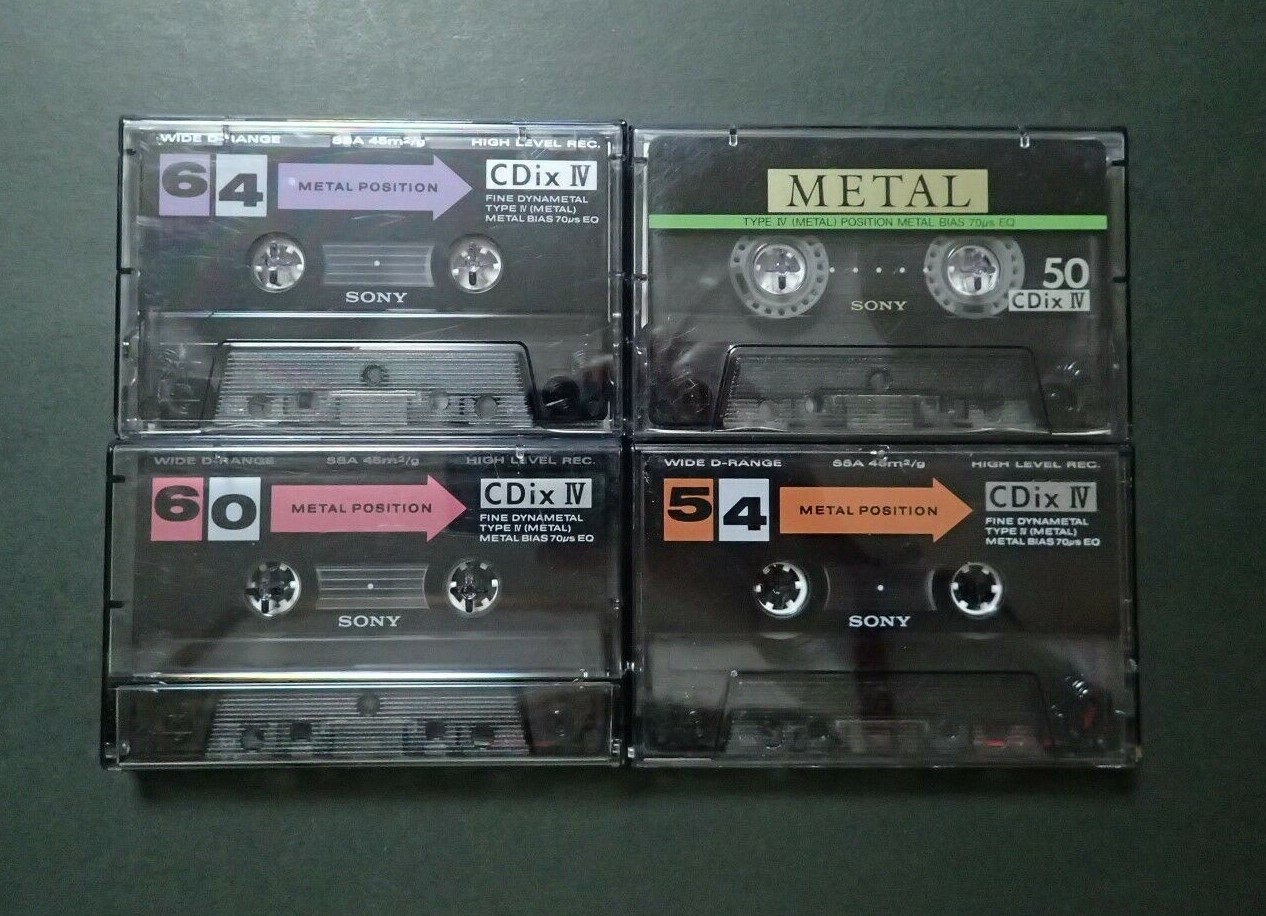 WIDE D-RANGE SSA 45m²/g HIGH LEVEL REC.
64 METAL POSITION CDix IV
FINE DYNAMETAL
TYPE IV (METAL)
METAL BIAS 70µs EQ
SONY
METAL
TYPE IV (METAL) POSITION METAL BIAS 70µs EQ
50
CDix IV
SONY
WIDE D-RANGE SSA 45m²/g HIGH LEVEL REC.
60 METAL POSITION CDix IV
FINE DYNAMETAL
TYPE IV (METAL)
METAL BIAS 70µs EQ
SONY
WIDE D-RANGE SSA 45m²/g HIGH LEVEL REC.
54 METAL POSITION CDix IV
FINE DYNAMETAL
TYPE IV (METAL)
METAL BIAS 70µs EQ
SONY